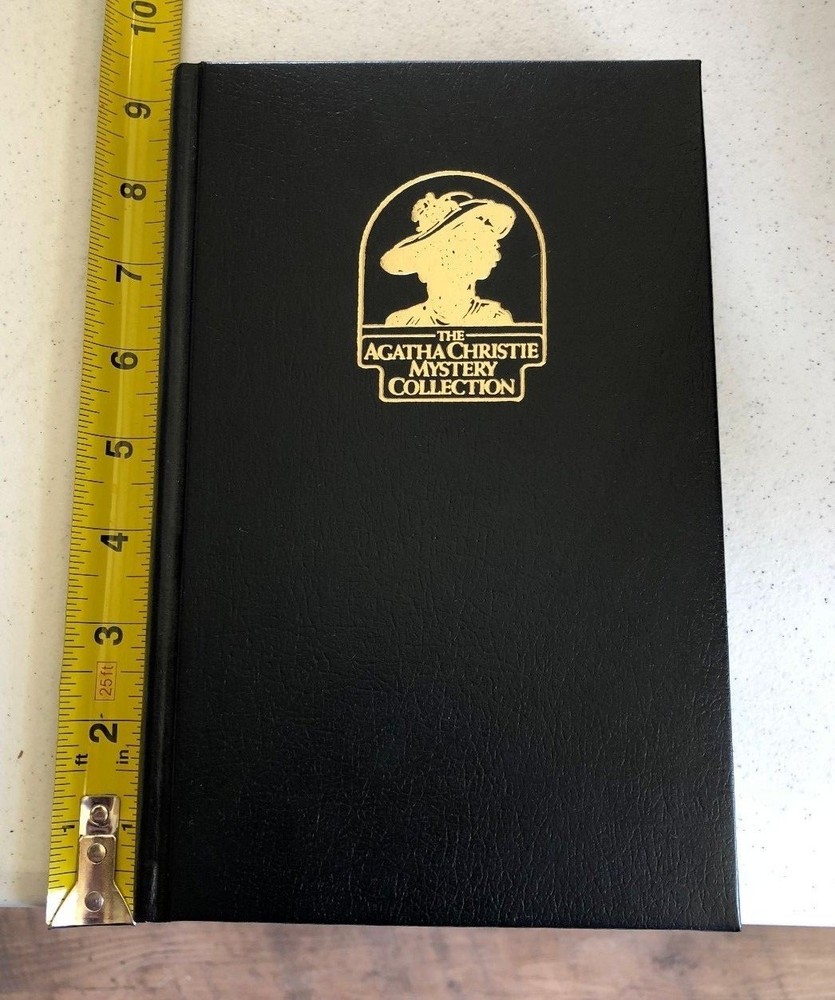 10
9
8
7
6
5
4
3
25ft
2
ft in
1 1
THE
AGATHA CHRISTIE
MYSTERY
COLLECTION